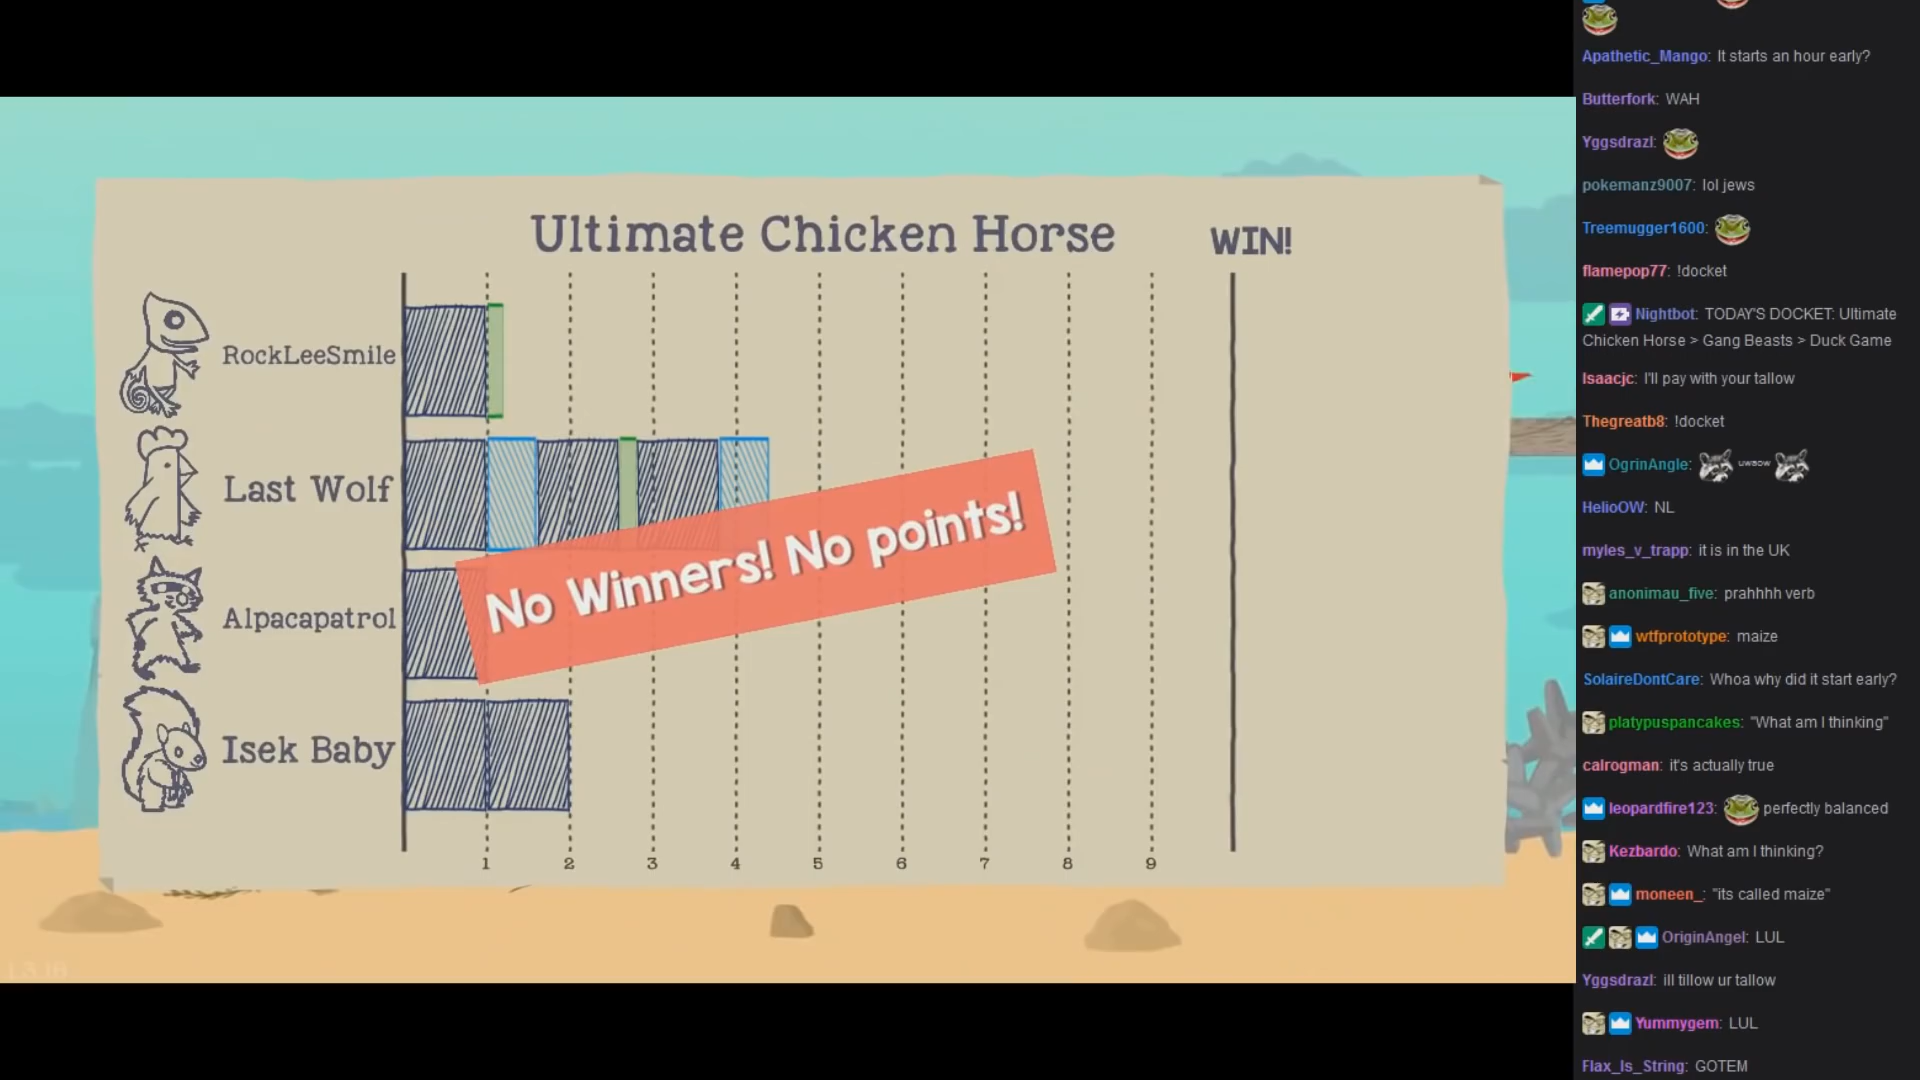 Ultimate Chicken Horse
WIN!
RockLeeSmile
Last Wolf
Alpacapatrol
Isek Baby
No Winners! No points!
1 2 3 4 5 6 7 8 9
Apathetic_Mango: It starts an hour early?
Butterfork: WAH
Yggsdrazl:
pokemanz9007: lol jews
Treemugger1600:
flamepop77: !docket
Nightbot: TODAY'S DOCKET: Ultimate
Chicken Horse > Gang Beasts > Duck Game
Isaacjc: I'll pay with your tallow
Thegreatb8: !docket
OgrinAngle: UWBOW
HelioOW: NL
myles_v_trapp: it is in the UK
anonimau_five: prahhhh verb
wtfprototype: maize
SolaireDontCare: Whoa why did it start early?
platypuspancakes: "What am I thinking"
calrogman: it's actually true
leopardfire123: perfectly balanced
Kezbardo: What am I thinking?
moneen_: "its called maize"
OriginAngel: LUL
Yggsdrazl: ill tillow ur tallow
Yummygem: LUL
Flax_Is_String: GOTEM